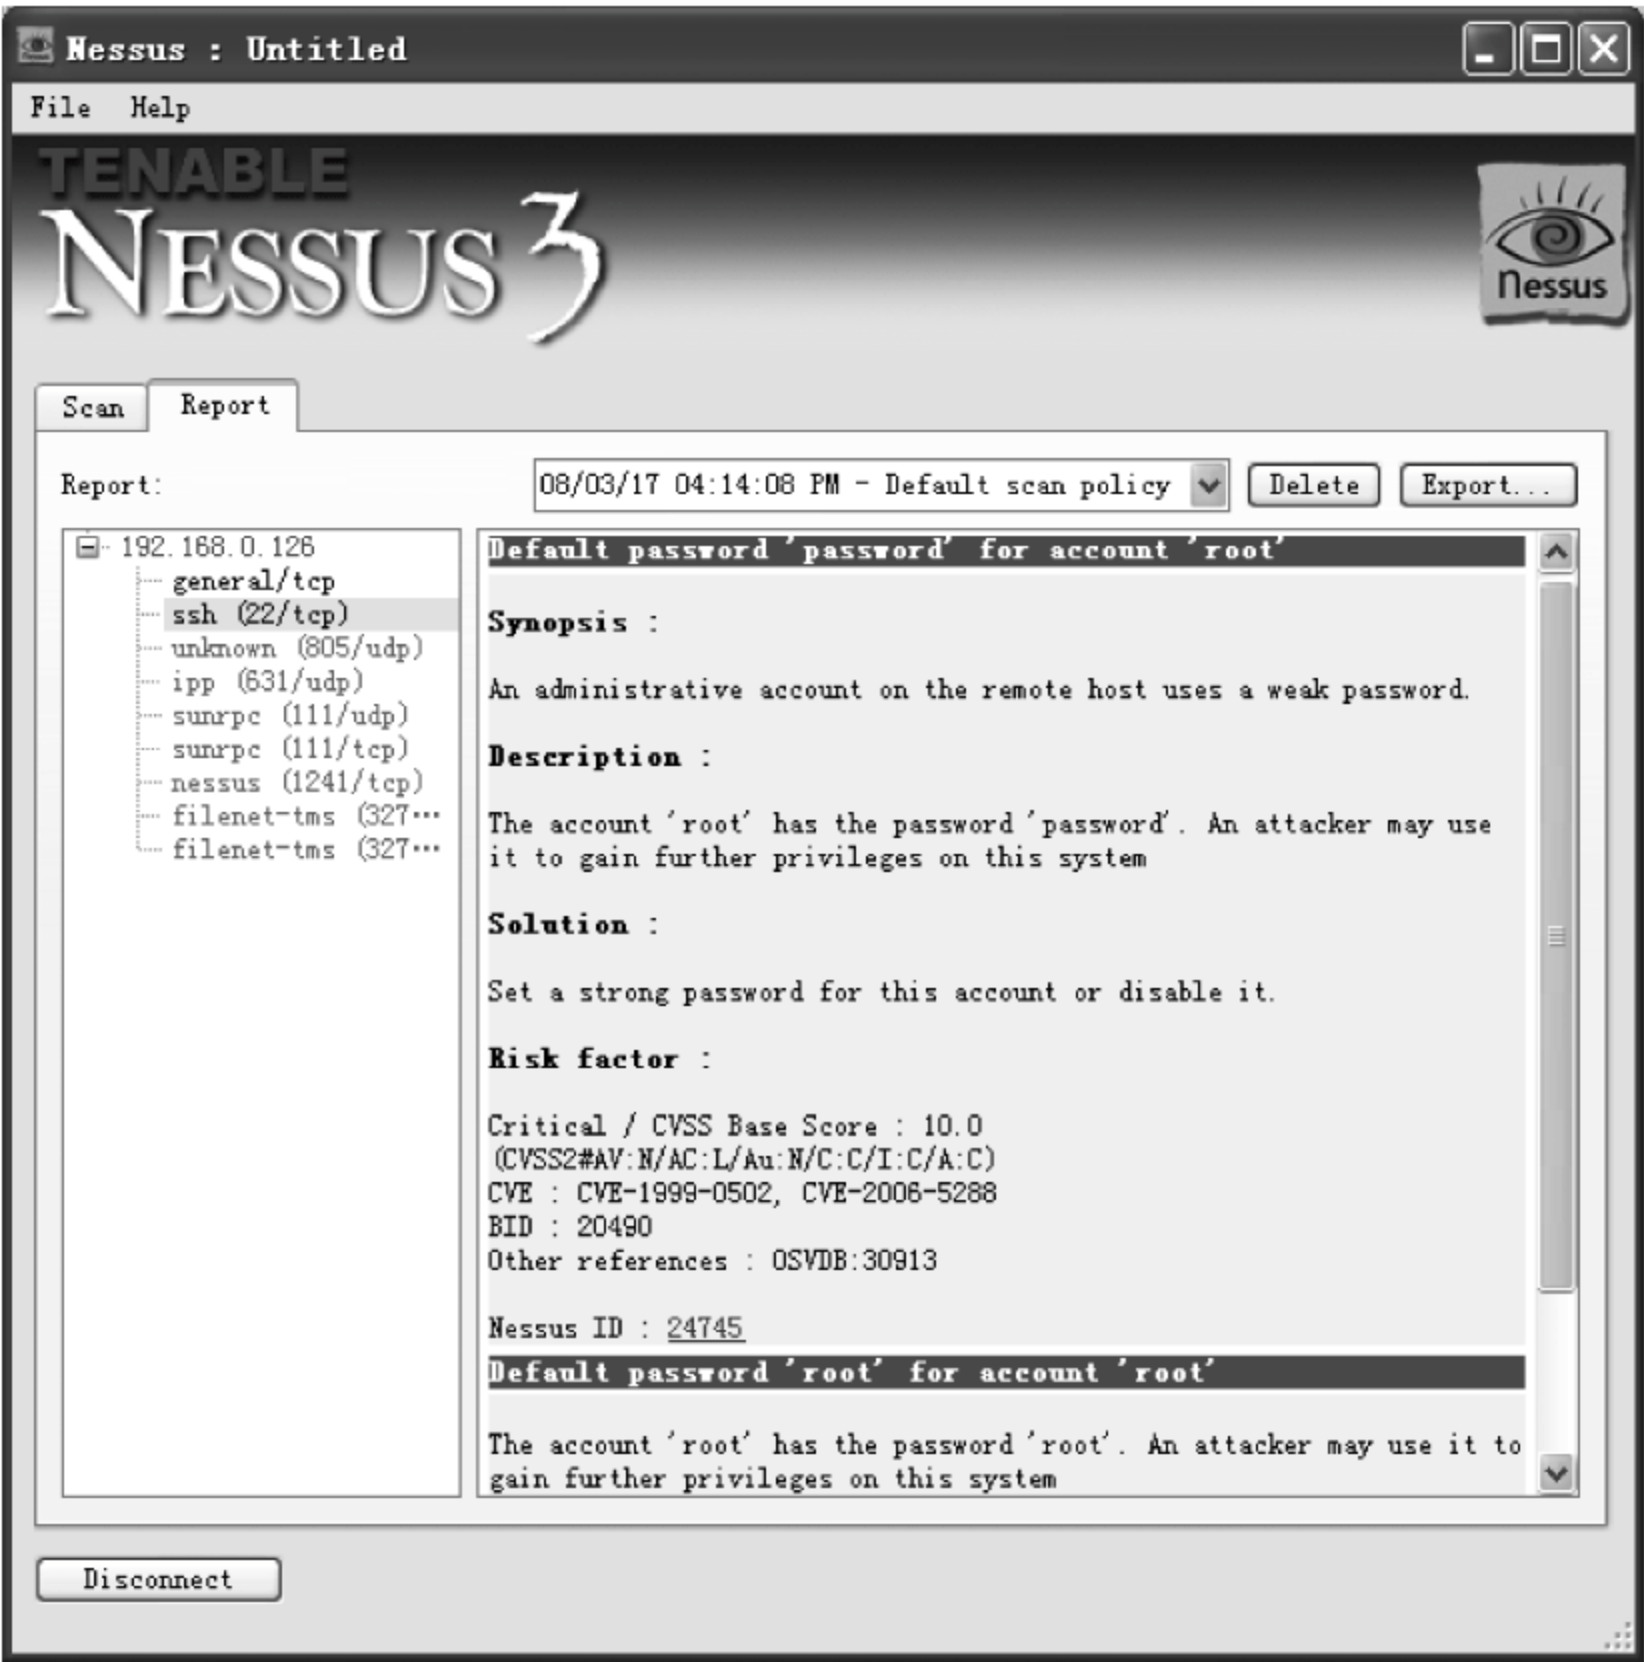 Nessus : Untitled
File Help
TENABLE
NESSUS 3
Nessus
Scan Report
Report: 08/03/17 04:14:08 PM - Default scan policy Delete Export...
192.168.0.126
general/tcp
ssh (22/tcp)
unknown (805/udp)
ipp (631/udp)
sunrpc (111/udp)
sunrpc (111/tcp)
nessus (1241/tcp)
filenet-tms (327···
filenet-tms (327···
Default password 'password' for account 'root'
Synopsis :
An administrative account on the remote host uses a weak password.
Description :
The account 'root' has the password 'password'. An attacker may use
it to gain further privileges on this system
Solution :
Set a strong password for this account or disable it.
Risk factor :
Critical / CVSS Base Score : 10.0
(CVSS2#AV:N/AC:L/Au:N/C:C/I:C/A:C)
CVE : CVE-1999-0502, CVE-2006-5288
BID : 20490
Other references : OSVDB:30913
Nessus ID : 24745
Default password 'root' for account 'root'
The account 'root' has the password 'root'. An attacker may use it to
gain further privileges on this system
Disconnect